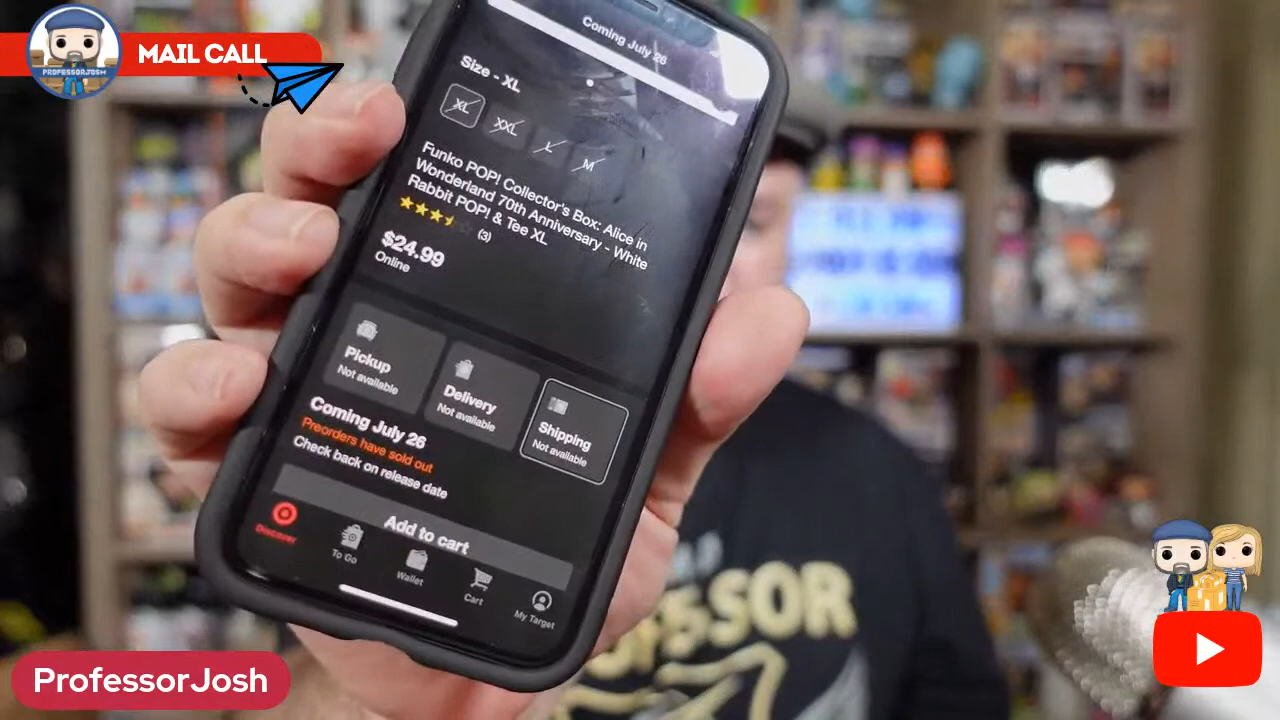 MAIL CALL
PROFESSORJOSH
Coming July 26
Size - XL
XL
XXL
L
M
Funko POP! Collector's Box: Alice in
Wonderland 70th Anniversary - White
Rabbit POP! & Tee XL
(3)
$24.99
Online
Pickup
Not available
Delivery
Not available
Shipping
Not available
Coming July 26
Preorders have sold out
Check back on release date
Add to cart
Discover
To Go
Wallet
Cart
My Target
ProfessorJosh